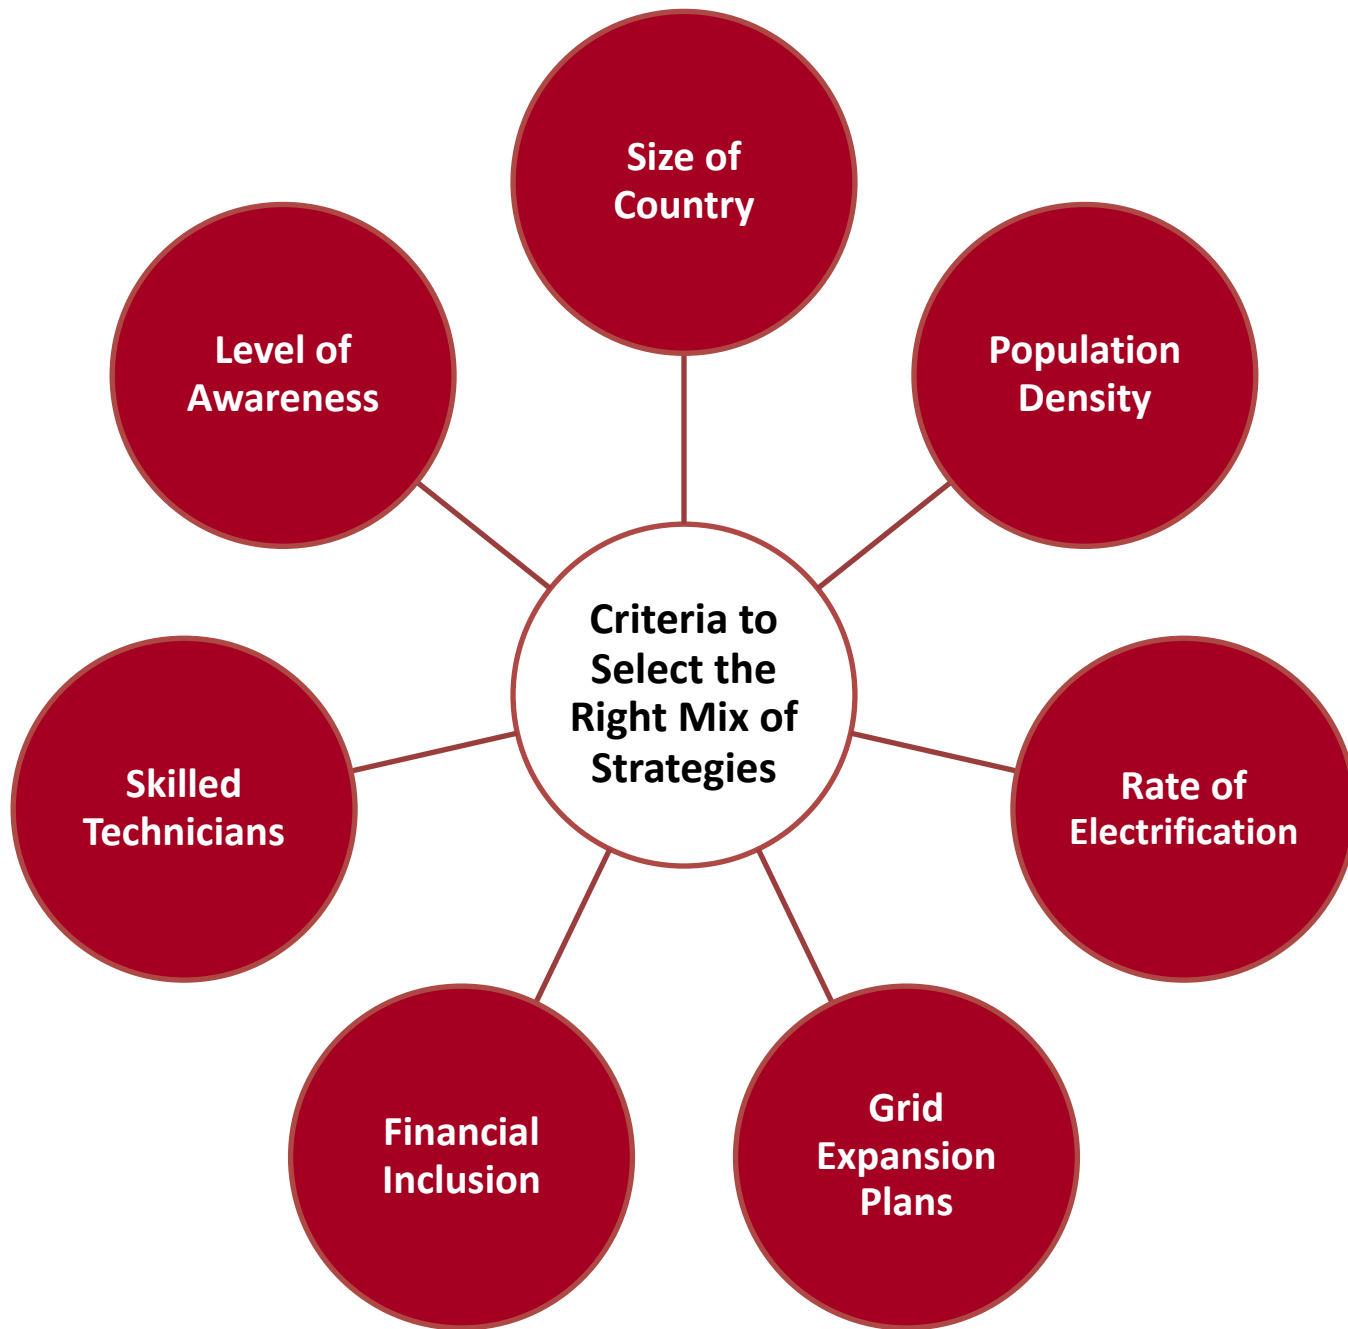 Size of
Country
Population
Density
Rate of
Electrification
Grid
Expansion
Plans
Financial
Inclusion
Skilled
Technicians
Level of
Awareness
Criteria to
Select the
Right Mix of
Strategies